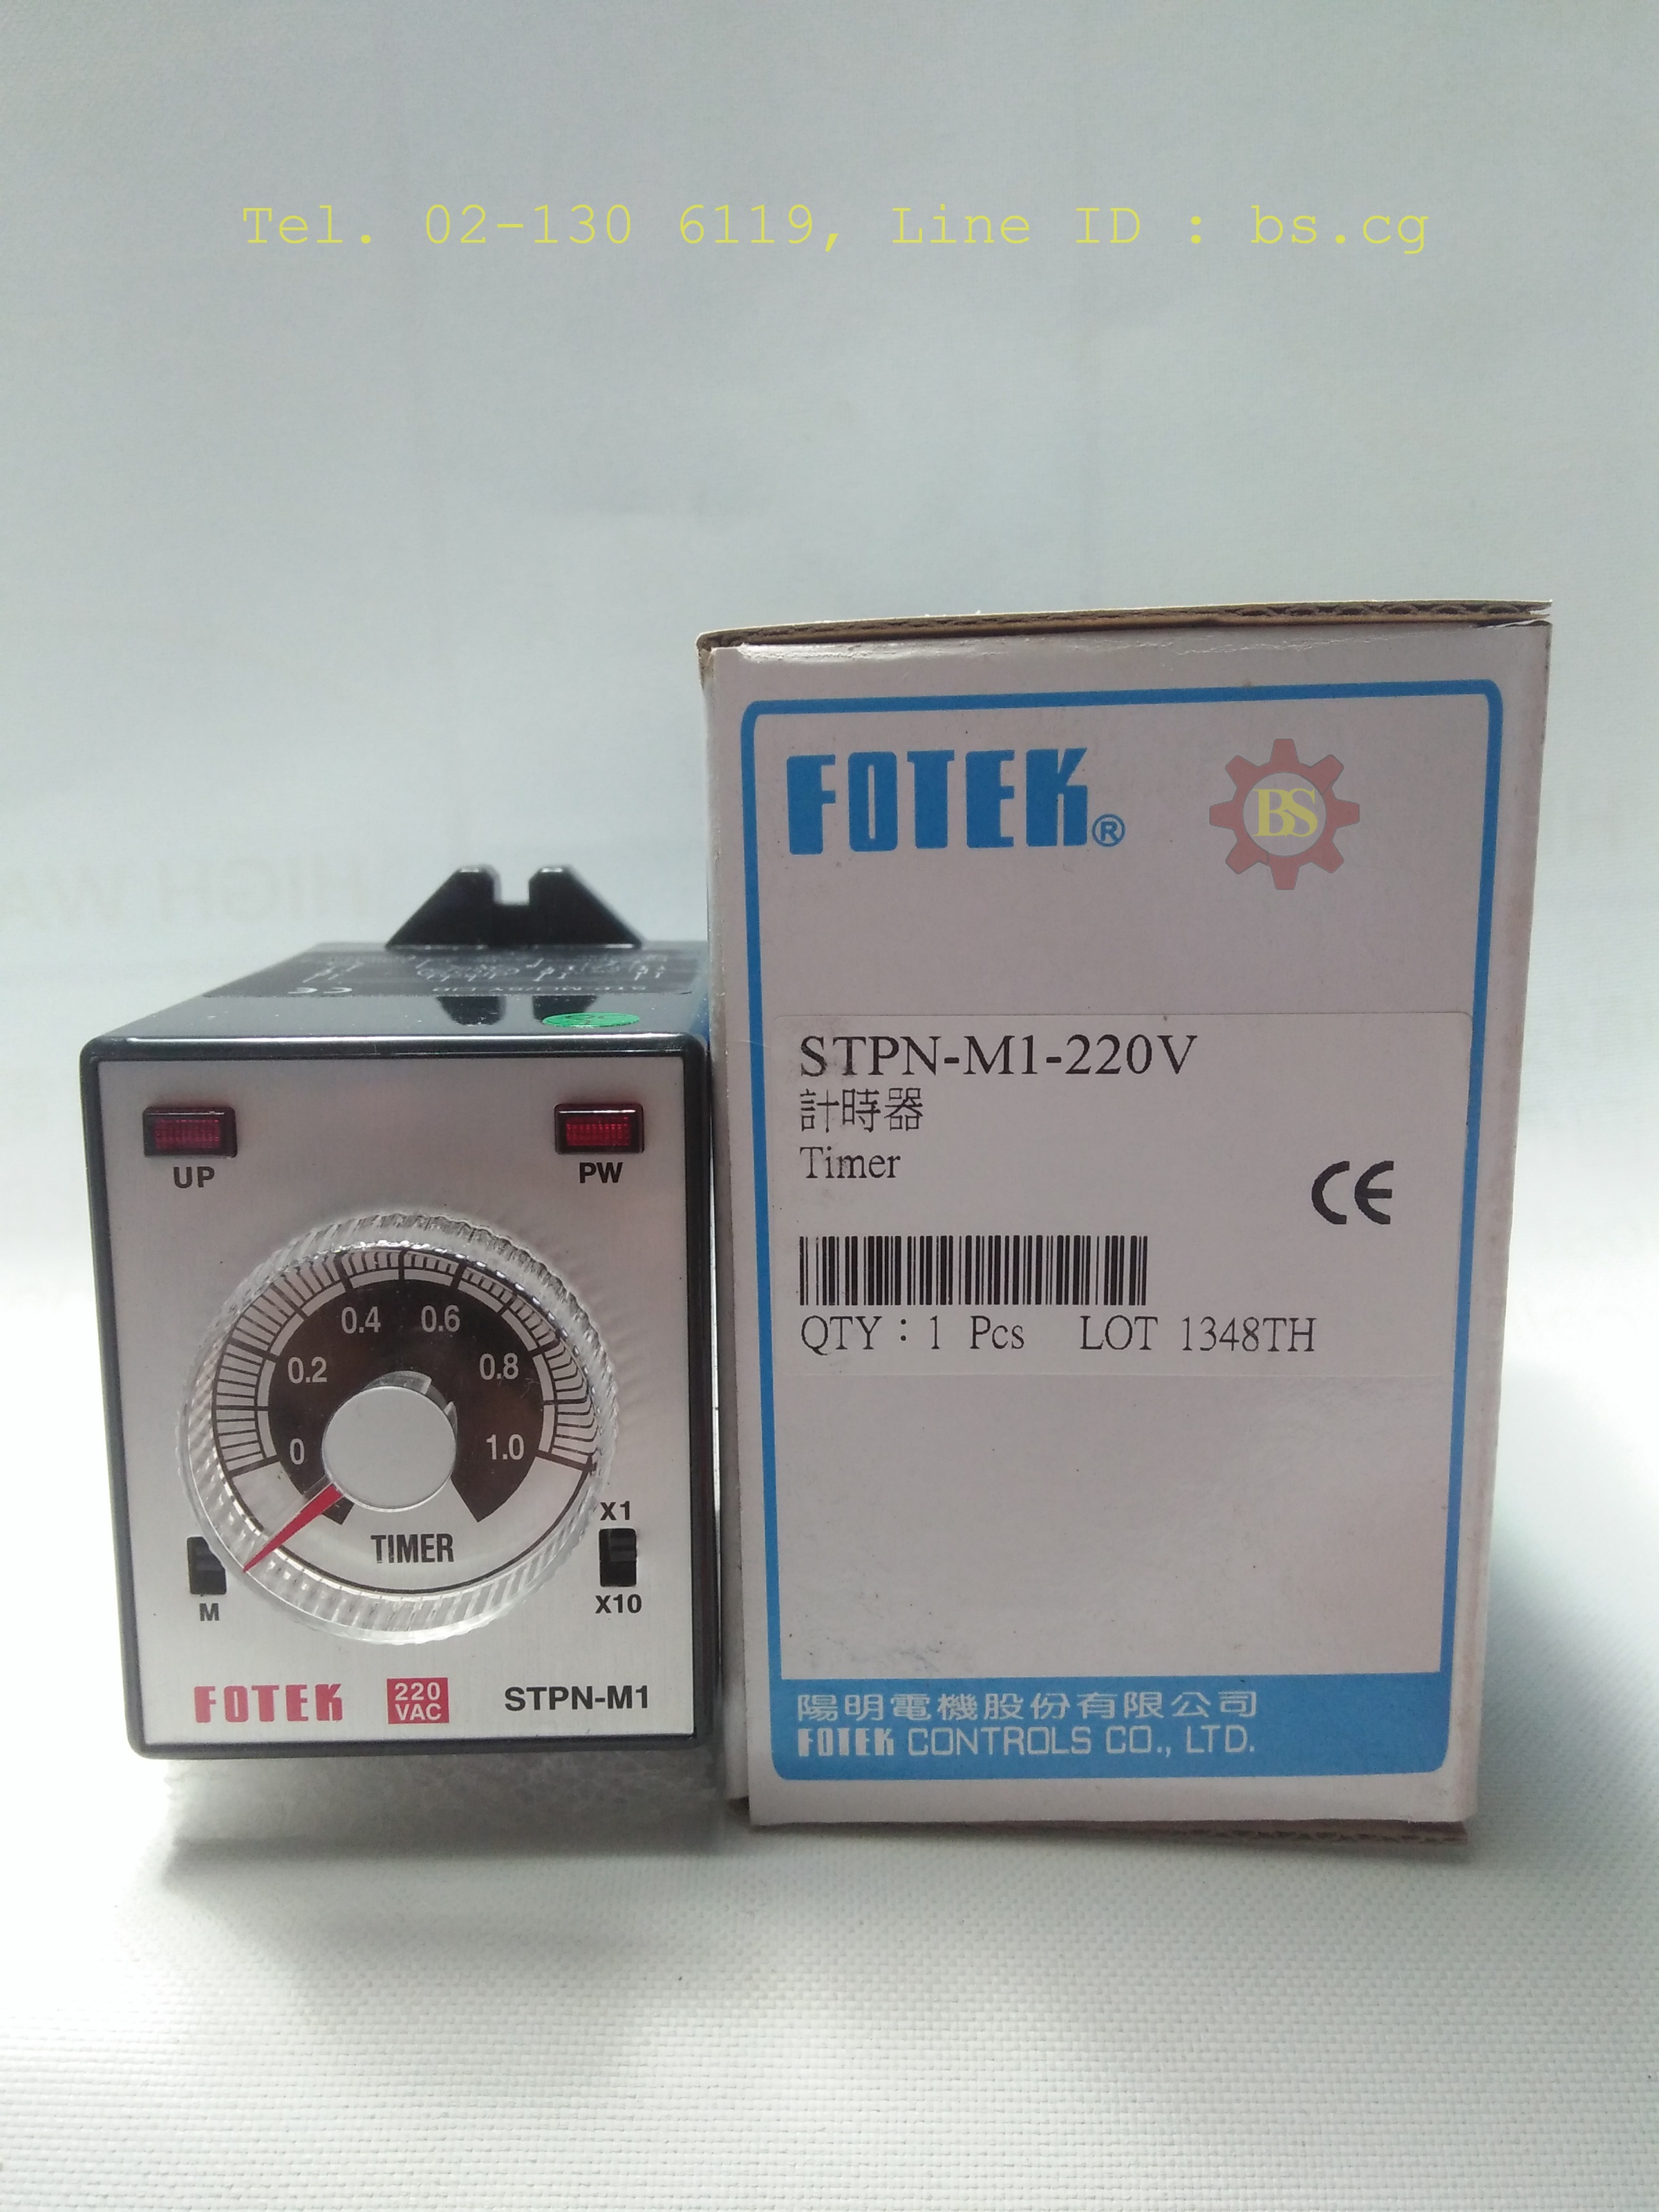 Tel. 02-130 6119, Line ID : bs.cg
FOTEK®
BS
STPN-M1-220V
計時器
Timer
CE
QTY : 1 Pcs LOT 1348TH
陽明電機股份有限公司
FOTEK CONTROLS CO., LTD.
UP PW
0 0.2 0.4 0.6 0.8 1.0
TIMER
X1
M X10
FOTEK 220 VAC STPN-M1